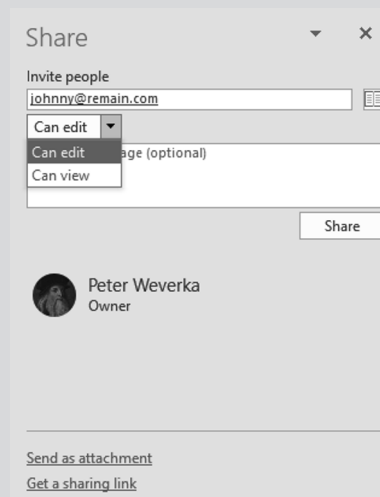 Share
Invite people
johnny@remain.com
Can edit
Can edit
age (optional)
Can view
Share
Peter Weverka
Owner
Send as attachment
Get a sharing link